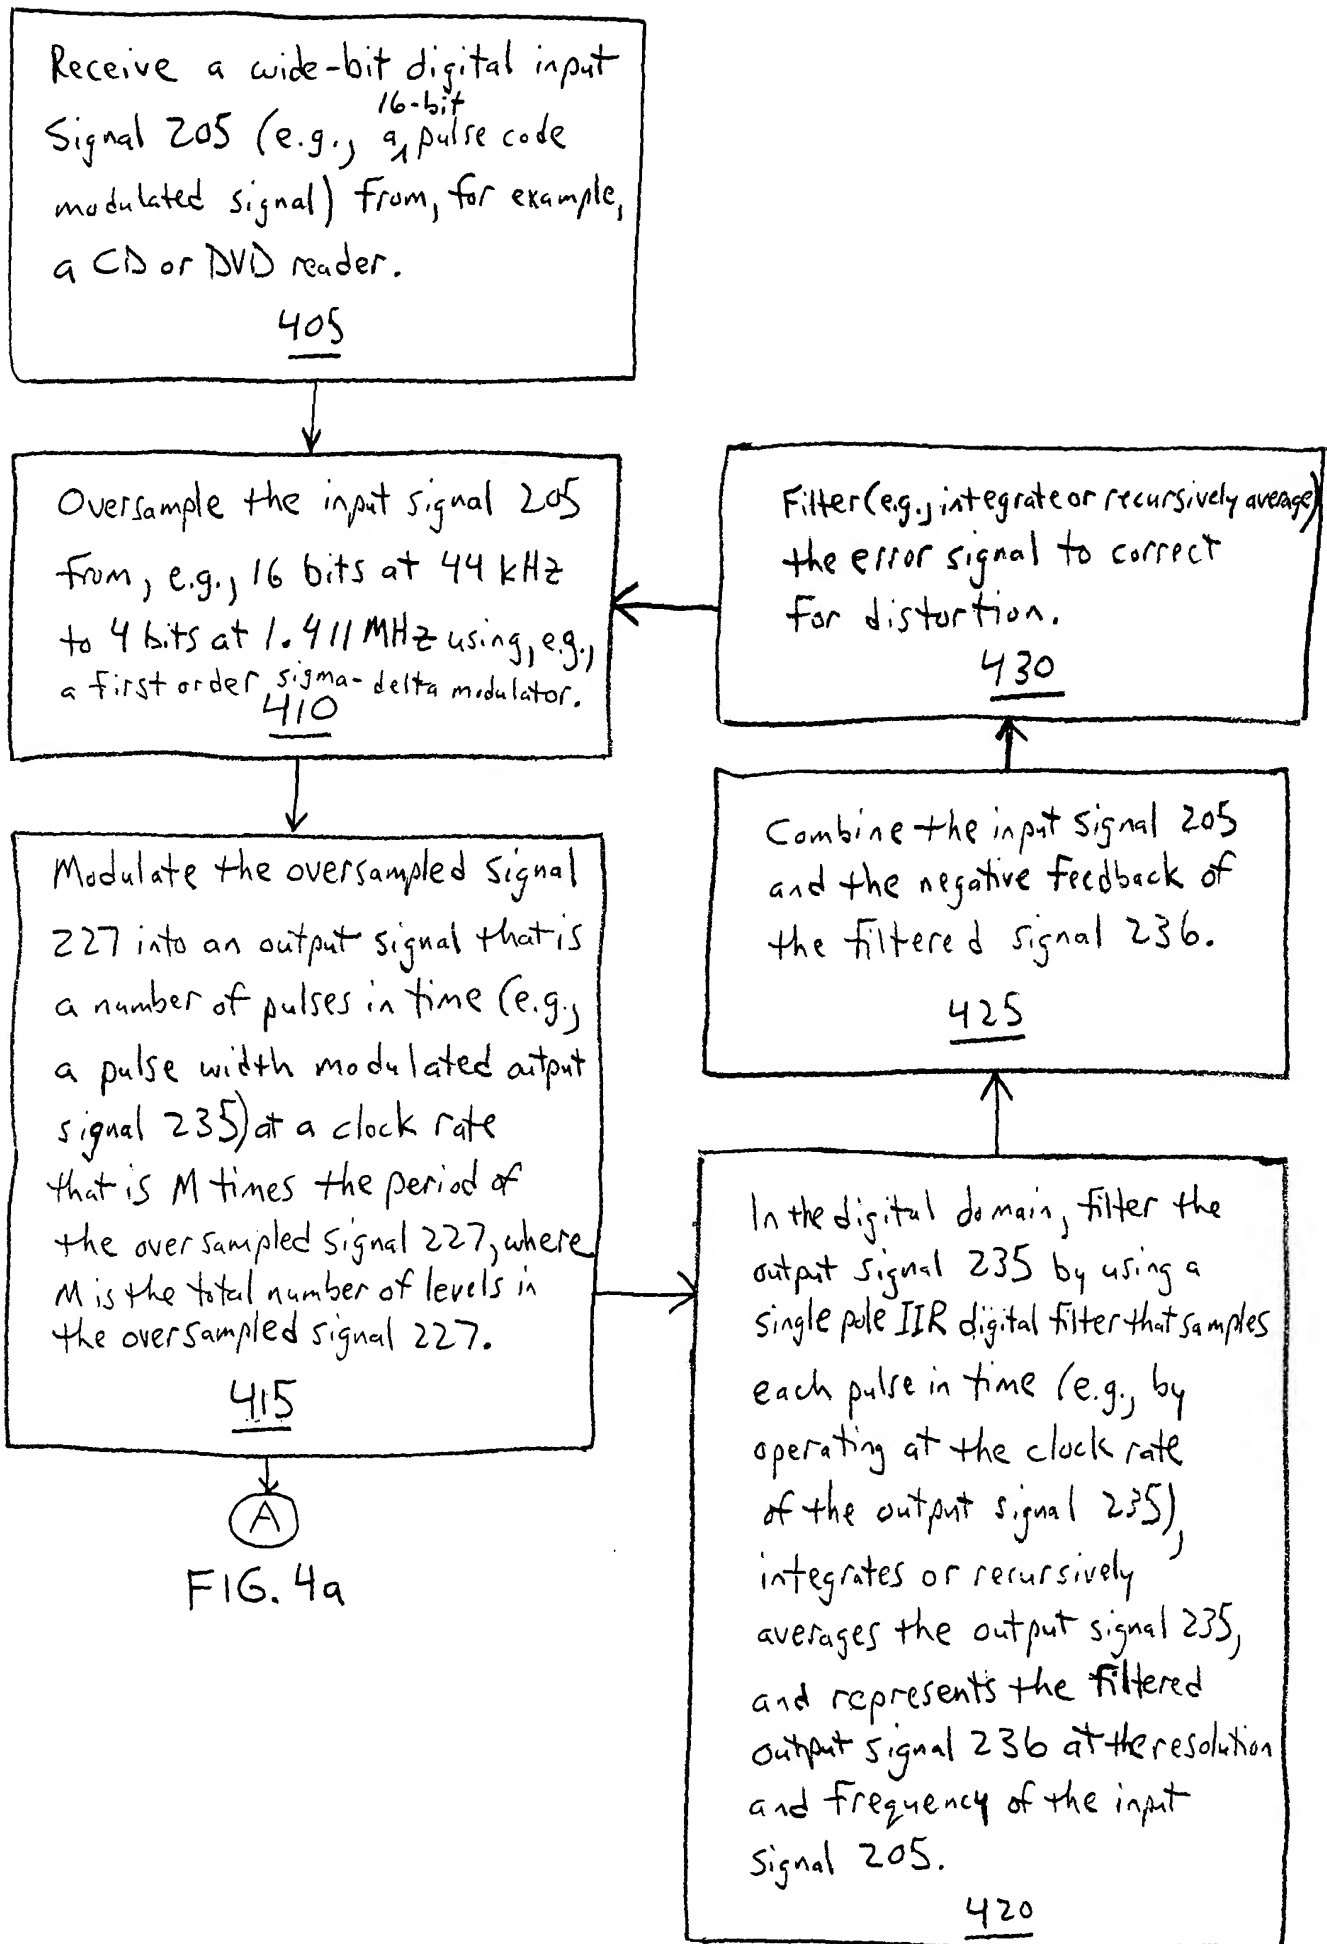 Receive a wide-bit digital input
16-bit
Signal 205 (e.g., a pulse code
modulated signal) from, for example,
a CD or DVD reader.
405
Oversample the input signal 205
from, e.g., 16 bits at 44 kHz
to 4 bits at 1.411 MHz using, e.g.,
a first order sigma-delta modulator.
410
Modulate the oversampled signal
227 into an output signal that is
a number of pulses in time (e.g.,
a pulse width modulated output
signal 235) at a clock rate
that is M times the period of
the oversampled signal 227, where
M is the total number of levels in
the oversampled signal 227.
415
A
FIG. 4a
Filter (e.g., integrate or recursively average)
the error signal to correct
for distortion.
430
Combine the input signal 205
and the negative feedback of
the filtered signal 236.
425
In the digital domain, filter the
output signal 235 by using a
single pole IIR digital filter that samples
each pulse in time (e.g., by
operating at the clock rate
of the output signal 235),
integrates or recursively
averages the output signal 235,
and represents the filtered
output signal 236 at the resolution
and frequency of the input
signal 205.
420